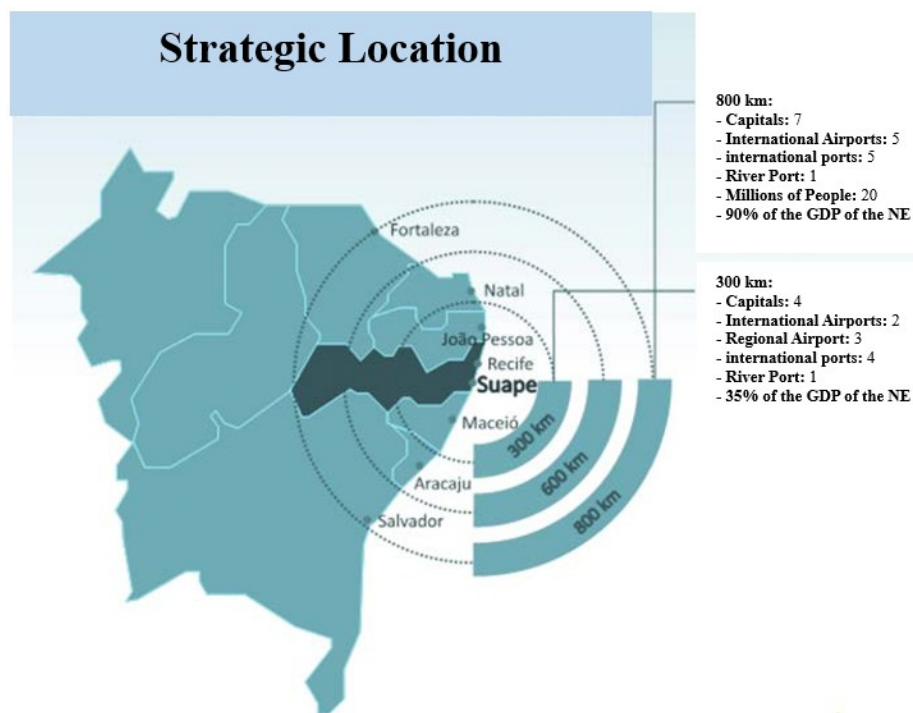 Strategic Location
800 km:
- Capitals: 7
- International Airports: 5
- international ports: 5
- River Port: 1
- Millions of People: 20
- 90% of the GDP of the NE
300 km:
- Capitals: 4
- International Airports: 2
- Regional Airport: 3
- international ports: 4
- River Port: 1
- 35% of the GDP of the NE
Fortaleza
Natal
João Pessoa
Recife
Suape
Maceió
Aracaju
Salvador
300 km
600 km
800 km